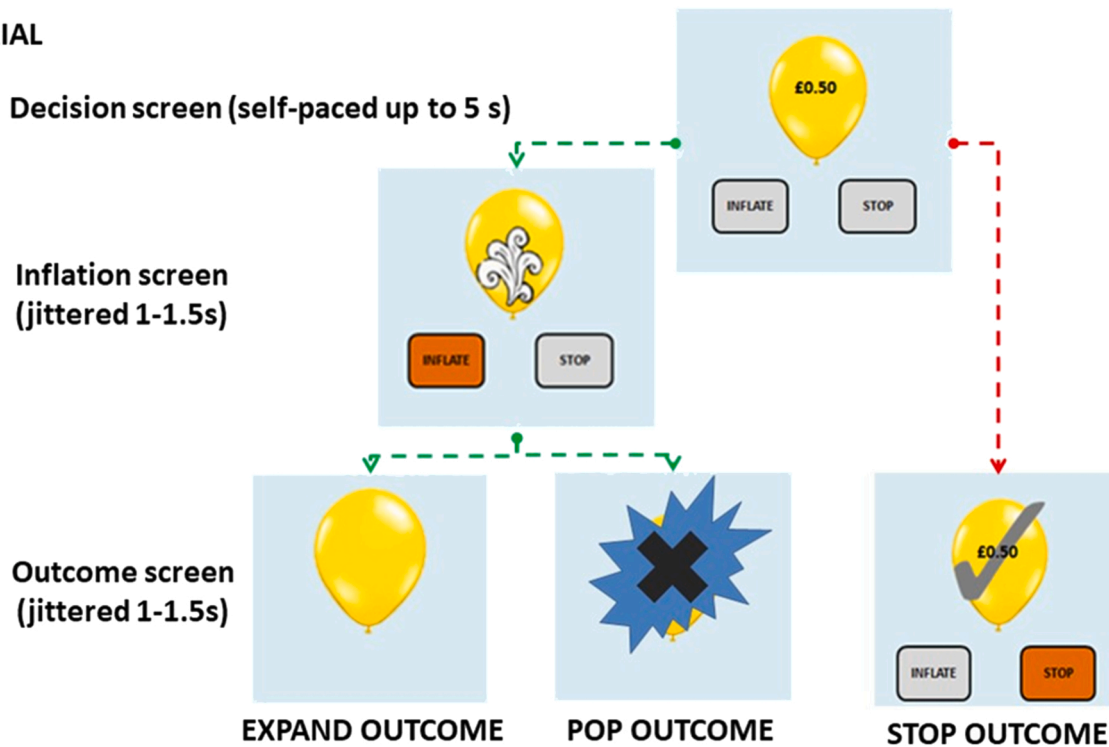 IAL
Decision screen (self-paced up to 5 s)
£0.50
INFLATE STOP
Inflation screen
(jittered 1-1.5s)
INFLATE STOP
Outcome screen
(jittered 1-1.5s)
£0.50
INFLATE STOP
EXPAND OUTCOME POP OUTCOME STOP OUTCOME